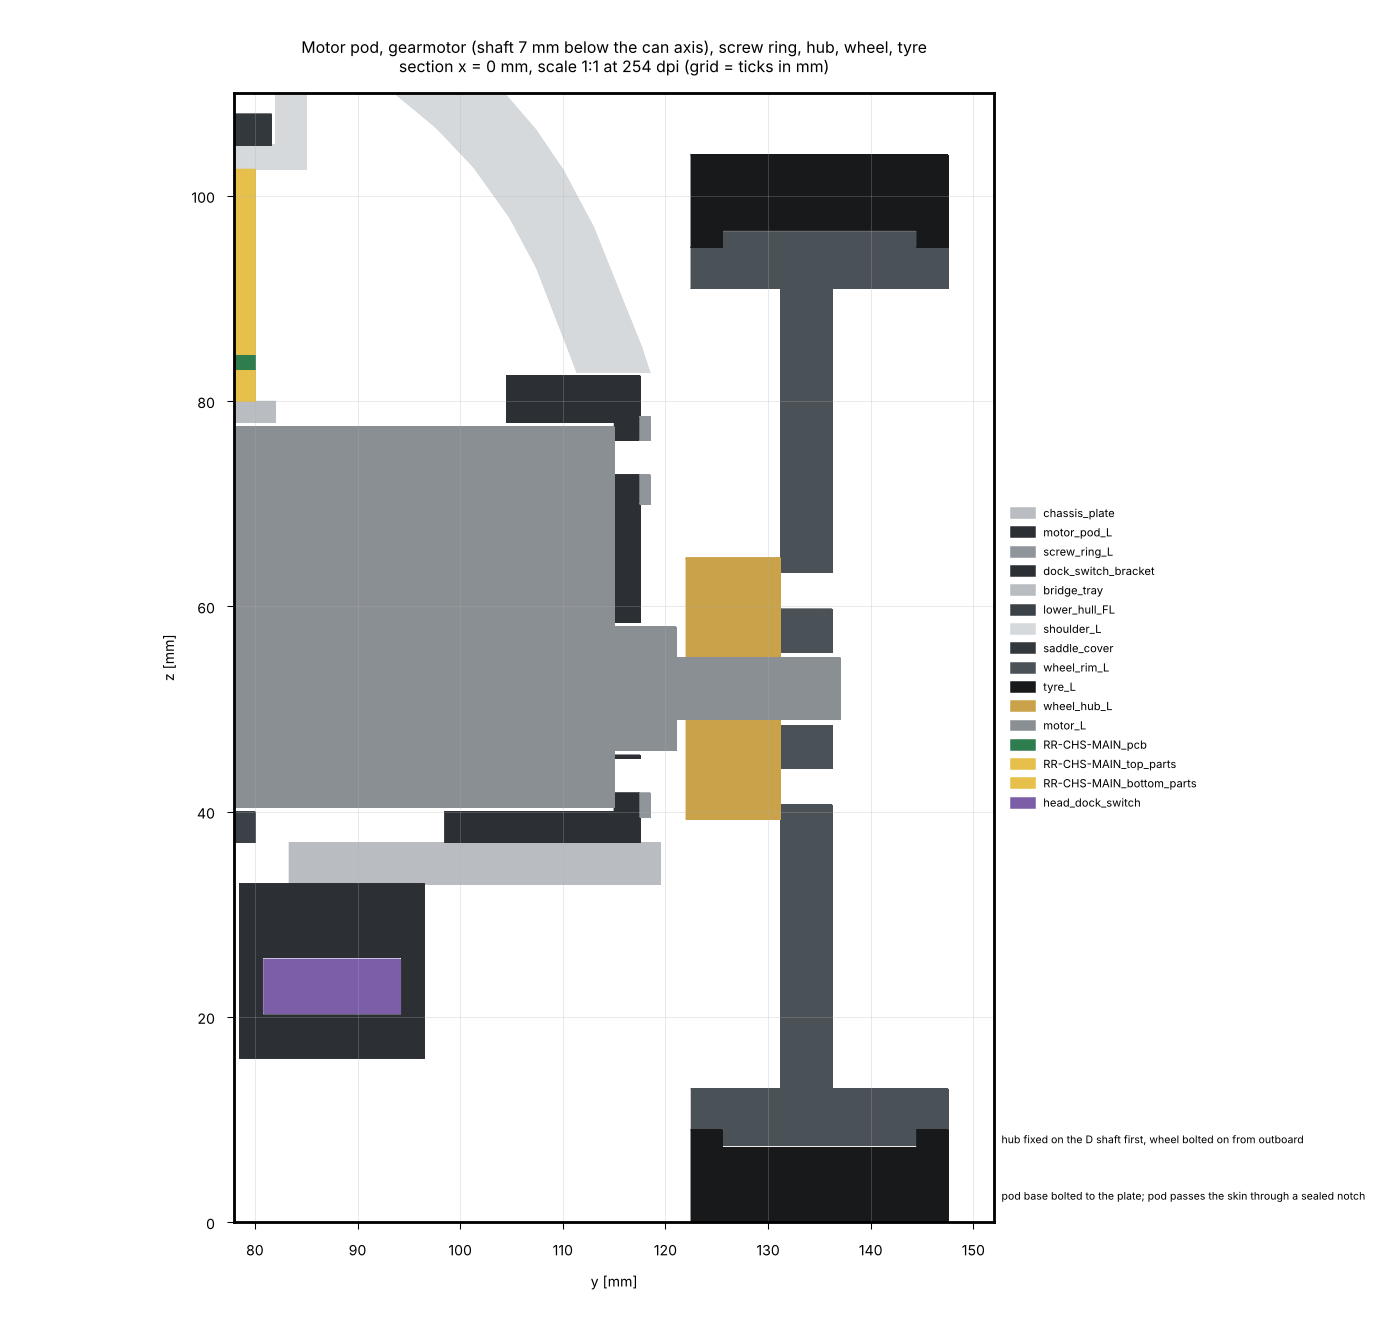 Motor pod, gearmotor (shaft 7 mm below the can axis), screw ring, hub, wheel, tyre
section x = 0 mm, scale 1:1 at 254 dpi (grid = ticks in mm)
100
80
60
40
20
0
z [mm]
80
90
100
110
120
130
140
150
y [mm]
chassis_plate
motor_pod_L
screw_ring_L
dock_switch_bracket
bridge_tray
lower_hull_FL
shoulder_L
saddle_cover
wheel_rim_L
tyre_L
wheel_hub_L
motor_L
RR-CHS-MAIN_pcb
RR-CHS-MAIN_top_parts
RR-CHS-MAIN_bottom_parts
head_dock_switch
hub fixed on the D shaft first, wheel bolted on from outboard
pod base bolted to the plate; pod passes the skin through a sealed notch